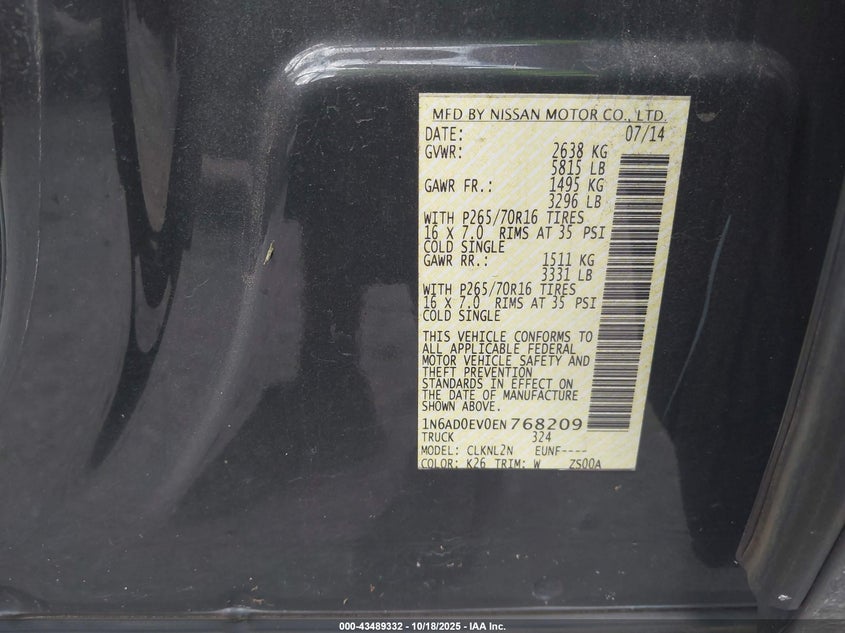 MFD BY NISSAN MOTOR CO., LTD.
DATE: 07/14
GVWR: 2638 KG
5815 LB
GAWR FR.: 1495 KG
3296 LB
WITH P265/70R16 TIRES
16 X 7.0 RIMS AT 35 PSI
COLD SINGLE
GAWR RR.: 1511 KG
3331 LB
WITH P265/70R16 TIRES
16 X 7.0 RIMS AT 35 PSI
COLD SINGLE
THIS VEHICLE CONFORMS TO
ALL APPLICABLE FEDERAL
MOTOR VEHICLE SAFETY AND
THEFT PREVENTION
STANDARDS IN EFFECT ON
THE DATE OF MANUFACTURE
SHOWN ABOVE.
1N6AD0EV0EN768209
TRUCK 324
MODEL: CLKNL2N EUNF----
COLOR: K26 TRIM: W ZS00A
000-43489332 - 10/18/2025 - IAA Inc.